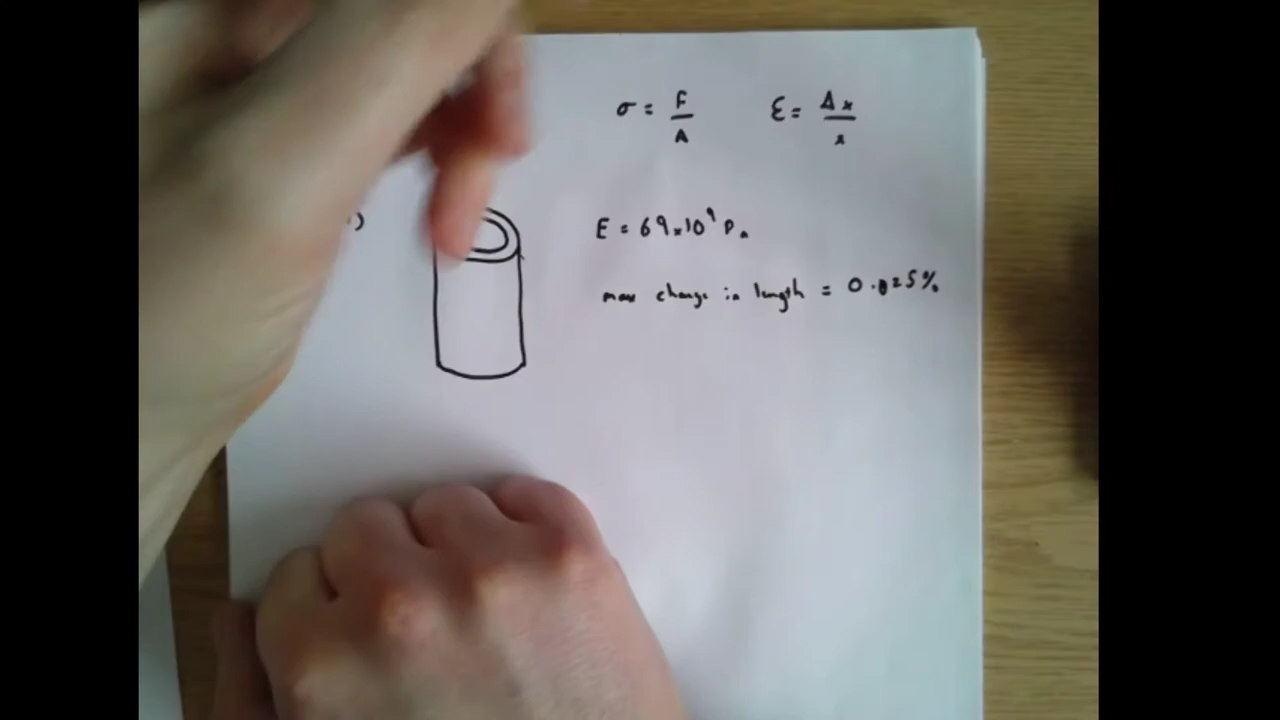 σ = F/A ε = Δx/x
E = 69×10⁹ Pa
max change in length = 0.025%